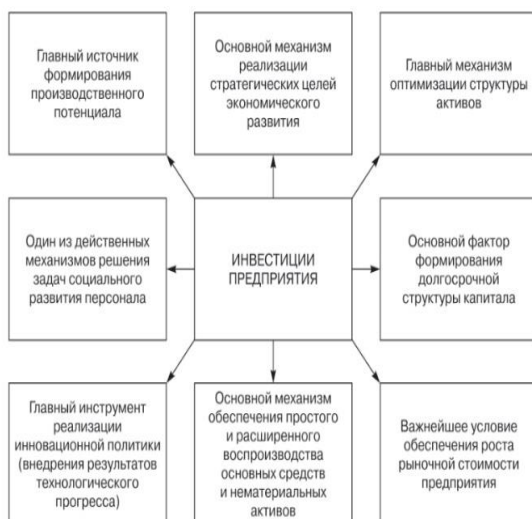 Главный источник
формирования
производственного
потенциала
Основной механизм
реализации
стратегических целей
экономического
развития
Главный механизм
оптимизации структуры
активов
Один из действенных
механизмов решения
задач социального
развития персонала
ИНВЕСТИЦИИ
ПРЕДПРИЯТИЯ
Основной фактор
формирования
долгосрочной
структуры капитала
Главный инструмент
реализации
инновационной политики
(внедрения результатов
технологического
прогресса)
Основной механизм
обеспечения простого
и расширенного
воспроизводства
основных средств
и нематериальных
активов
Важнейшее условие
обеспечения роста
рыночной стоимости
предприятия